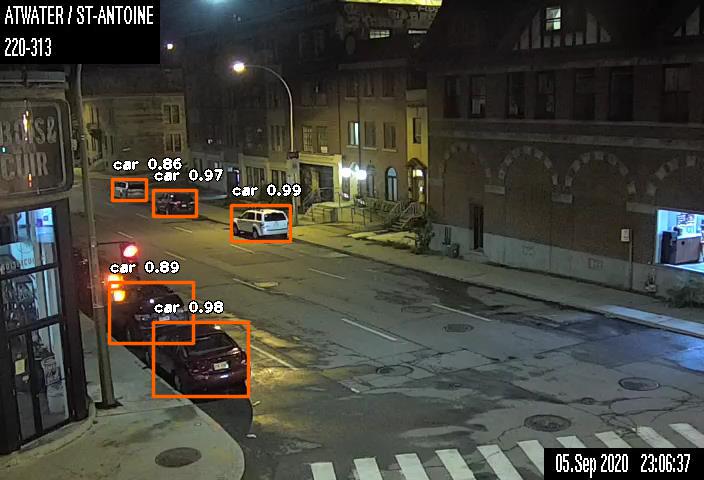 ATWATER / ST-ANTOINE
220-313
CUIR
car 0.86
car 0.97
car 0.99
car 0.89
car 0.98
05.Sep 2020 23:06:37